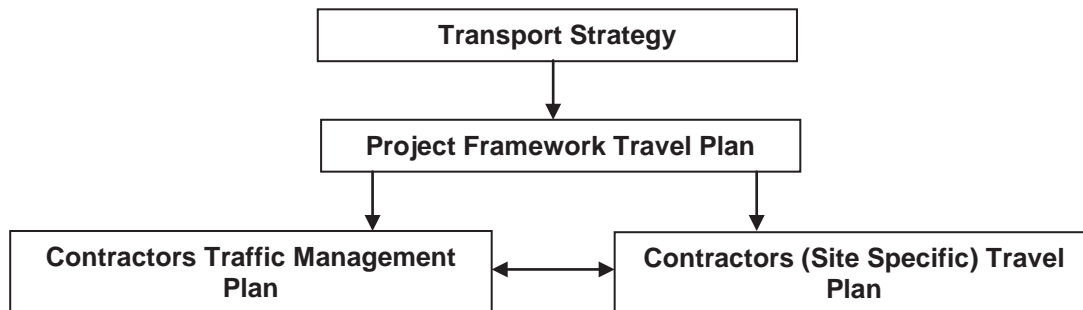 Transport Strategy
Project Framework Travel Plan
Contractors Traffic Management
Plan
Contractors (Site Specific) Travel
Plan